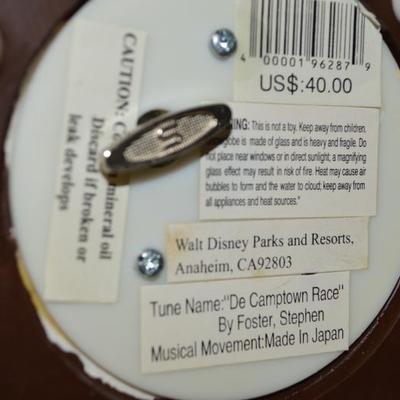 4 00001 96287 9
US$:40.00
CAUTION: mineral oil
Discard if broken or
leak develops
This is not a toy. Keep away from children.
globe is made of glass and is heavy and fragile. Do
not place near windows or in direct sunlight; a magnifying
glass effect may result in risk of fire. Heat may cause air
bubbles to form and the water to cloud; keep away from
all appliances and heat sources."
Walt Disney Parks and Resorts,
Anaheim, CA92803
Tune Name:"De Camptown Race"
By Foster, Stephen
Musical Movement:Made In Japan